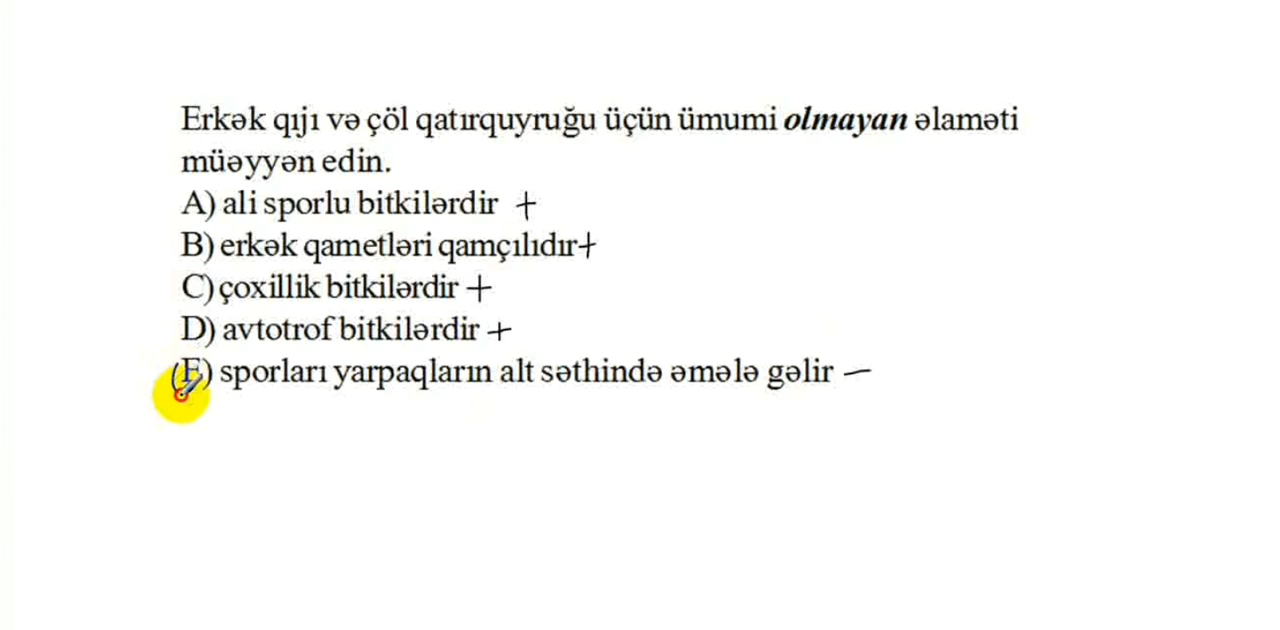 Erkək qıjı və çöl qatırquyruğu üçün ümumi olmayan əlaməti
müəyyən edin.
A) ali sporlu bitkilərdir +
B) erkək qametləri qamçılıdır+
C) çoxillik bitkilərdir +
D) avtotrof bitkilərdir +
(E) sporları yarpaqların alt səthində əmələ gəlir –